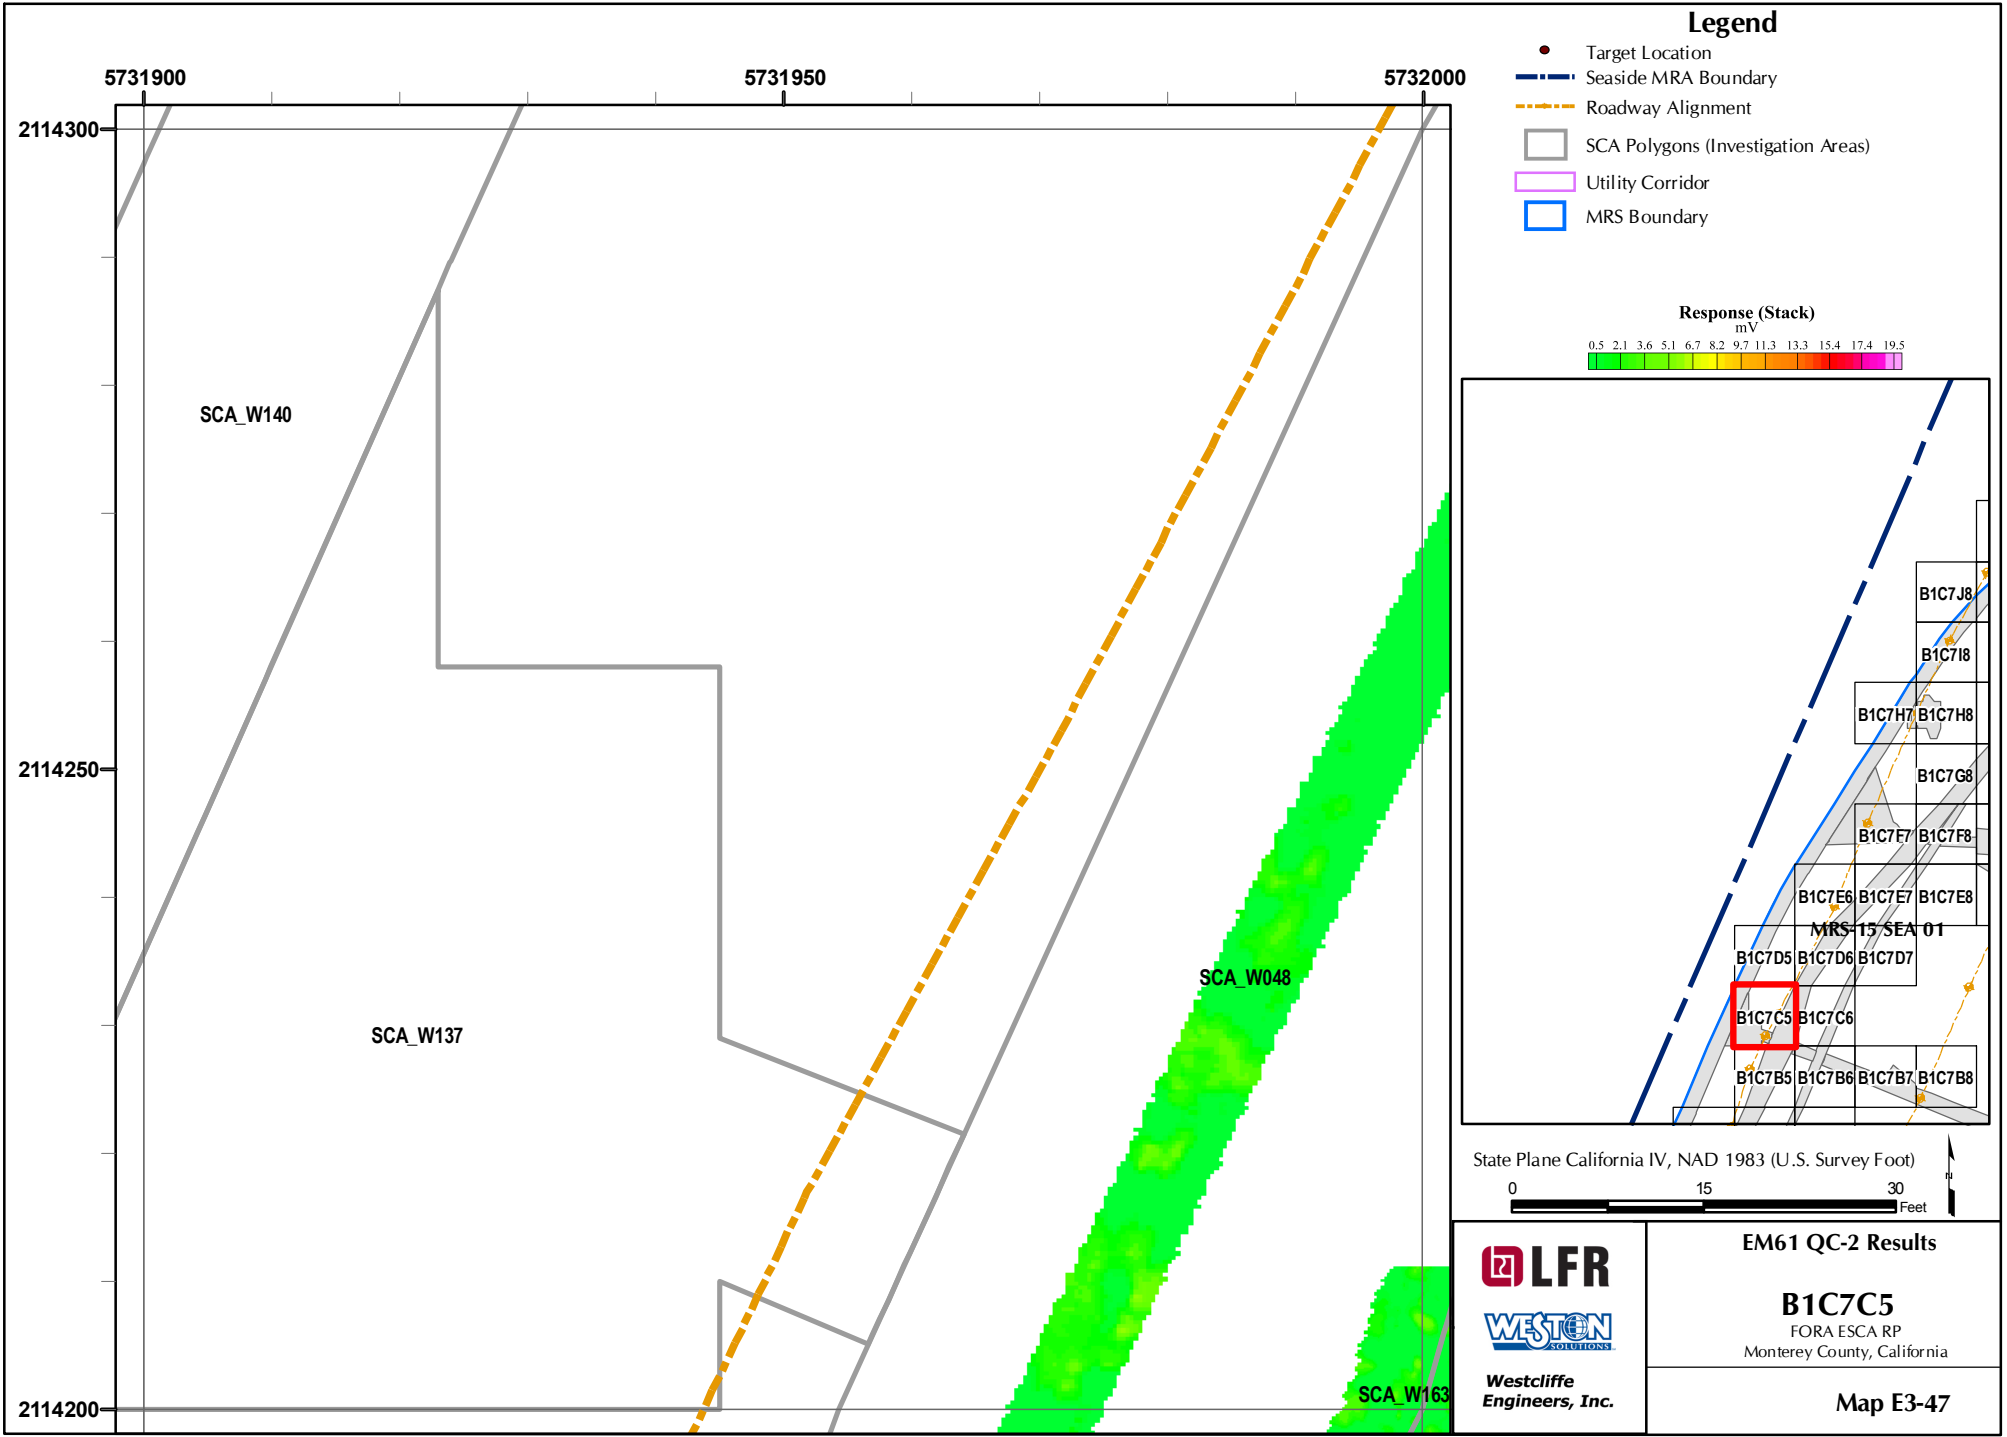 Legend
Target Location
Seaside MRA Boundary
Roadway Alignment
SCA Polygons (Investigation Areas)
Utility Corridor
MRS Boundary
Response (Stack)
mV
0.5 2.1 3.6 5.1 6.7 8.2 9.7 11.3 13.3 15.4 17.4 19.5
5731900 5731950 5732000
2114300
2114250
2114200
SCA_W140
SCA_W137
SCA_W048
SCA_W163
B1C7J8
B1C7I8
B1C7H7 B1C7H8
B1C7G8
B1C7F7 B1C7F8
B1C7E6 B1C7E7 B1C7E8
MRS-15 SEA 01
B1C7D5 B1C7D6 B1C7D7
B1C7C5 B1C7C6
B1C7B5 B1C7B6 B1C7B7 B1C7B8
State Plane California IV, NAD 1983 (U.S. Survey Foot)
0 15 30
Feet
N
LFR
WESTON
SOLUTIONS
Westcliffe
Engineers, Inc.
EM61 QC-2 Results
B1C7C5
FORA ESCA RP
Monterey County, California
Map E3-47